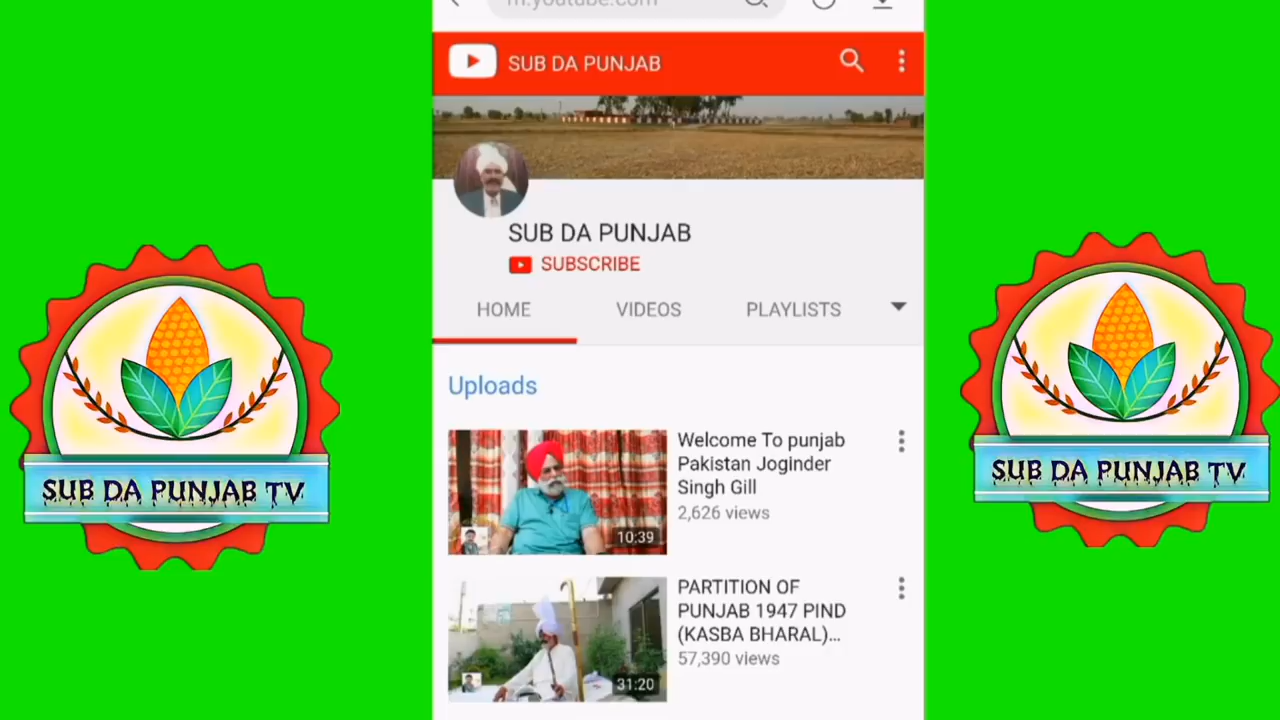 m.youtube.com
SUB DA PUNJAB
SUB DA PUNJAB
SUBSCRIBE
HOME VIDEOS PLAYLISTS
Uploads
Welcome To punjab
Pakistan Joginder
Singh Gill
2,626 views
10:39
PARTITION OF
PUNJAB 1947 PIND
(KASBA BHARAL)...
57,390 views
31:20
SUB DA PUNJAB TV
SUB DA PUNJAB TV